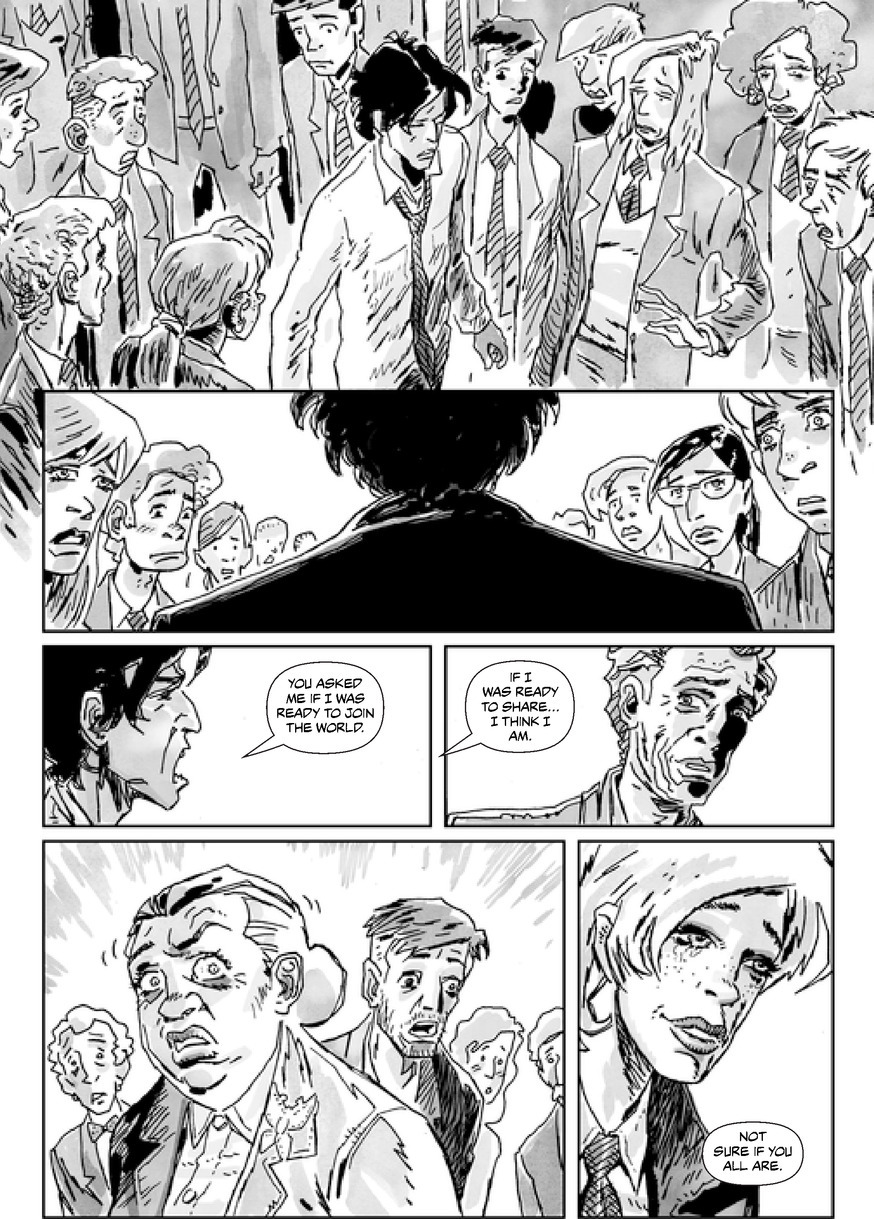 YOU ASKED
ME IF I WAS
READY TO JOIN
THE WORLD.
IF I
WAS READY
TO SHARE...
I THINK I
AM.
NOT
SURE IF YOU
ALL ARE.